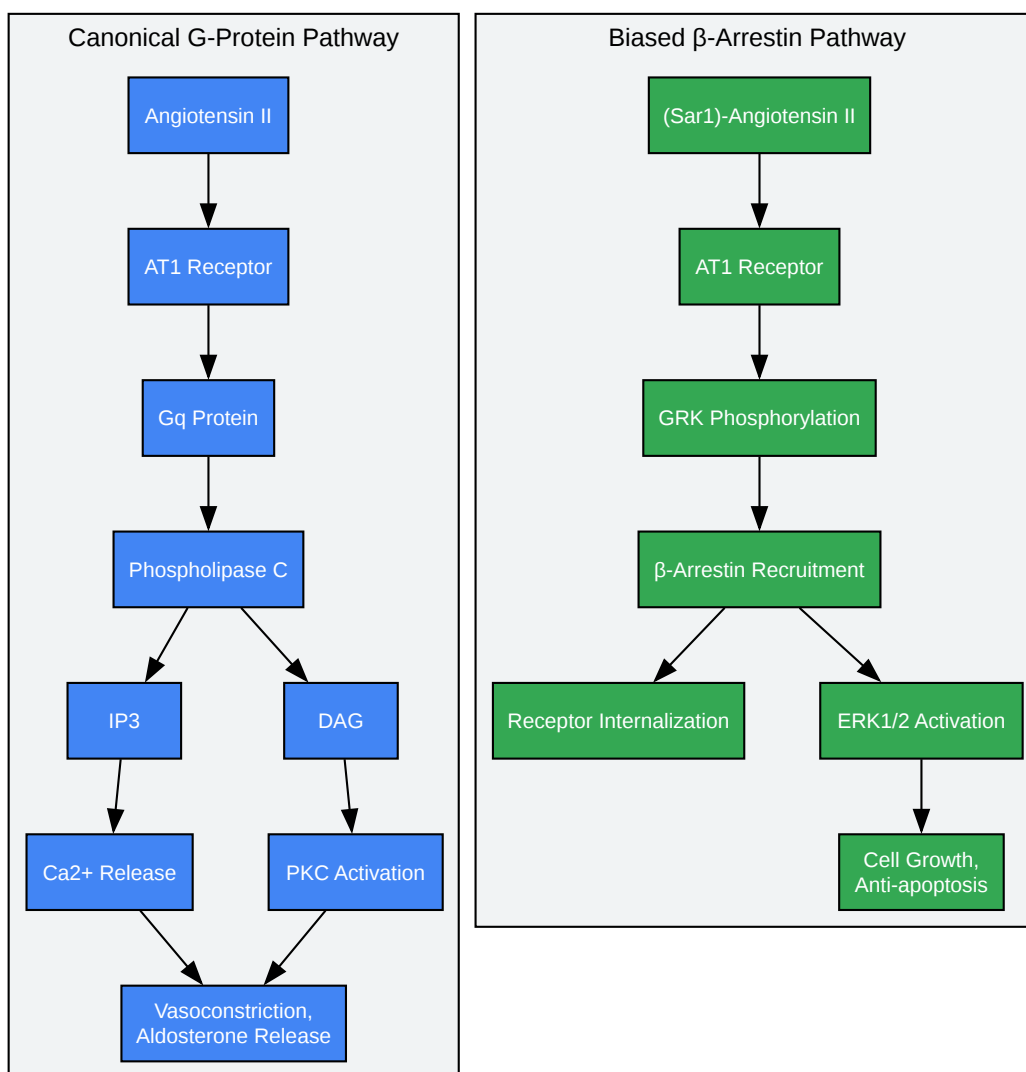 Canonical G-Protein Pathway
Angiotensin II
AT1 Receptor
Gq Protein
Phospholipase C
IP3
DAG
Ca2+ Release
PKC Activation
Vasoconstriction,
Aldosterone Release
Biased β-Arrestin Pathway
(Sar1)-Angiotensin II
AT1 Receptor
GRK Phosphorylation
β-Arrestin Recruitment
Receptor Internalization
ERK1/2 Activation
Cell Growth,
Anti-apoptosis